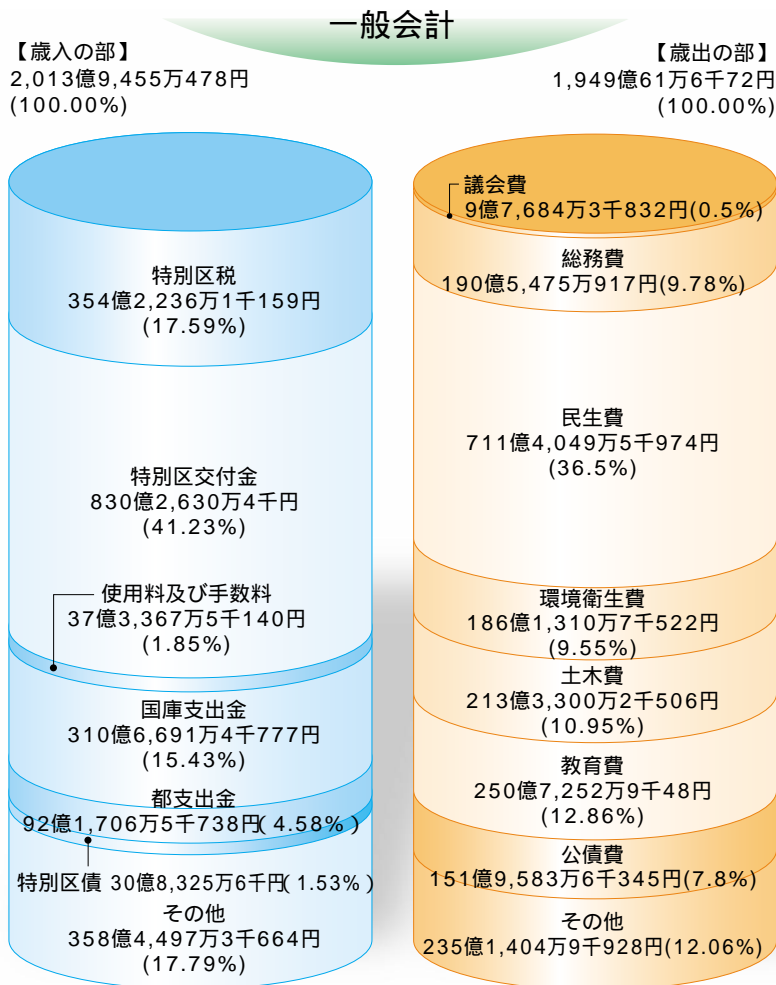 一般会計
【歳入の部】
2,013億9,455万478円
(100.00%)
特別区税
354億2,236万1千159円
(17.59%)
特別区交付金
830億2,630万4千円
(41.23%)
使用料及び手数料
37億3,367万5千140円
(1.85%)
国庫支出金
310億6,691万4千777円
(15.43%)
都支出金
92億1,706万5千738円(4.58%)
特別区債 30億8,325万6千円(1.53%)
その他
358億4,497万3千664円
(17.79%)
【歳出の部】
1,949億61万6千72円
(100.00%)
議会費
9億7,684万3千832円(0.5%)
総務費
190億5,475万917円(9.78%)
民生費
711億4,049万5千974円
(36.5%)
環境衛生費
186億1,310万7千522円
(9.55%)
土木費
213億3,300万2千506円
(10.95%)
教育費
250億7,252万9千48円
(12.86%)
公債費
151億9,583万6千345円(7.8%)
その他
235億1,404万9千928円(12.06%)